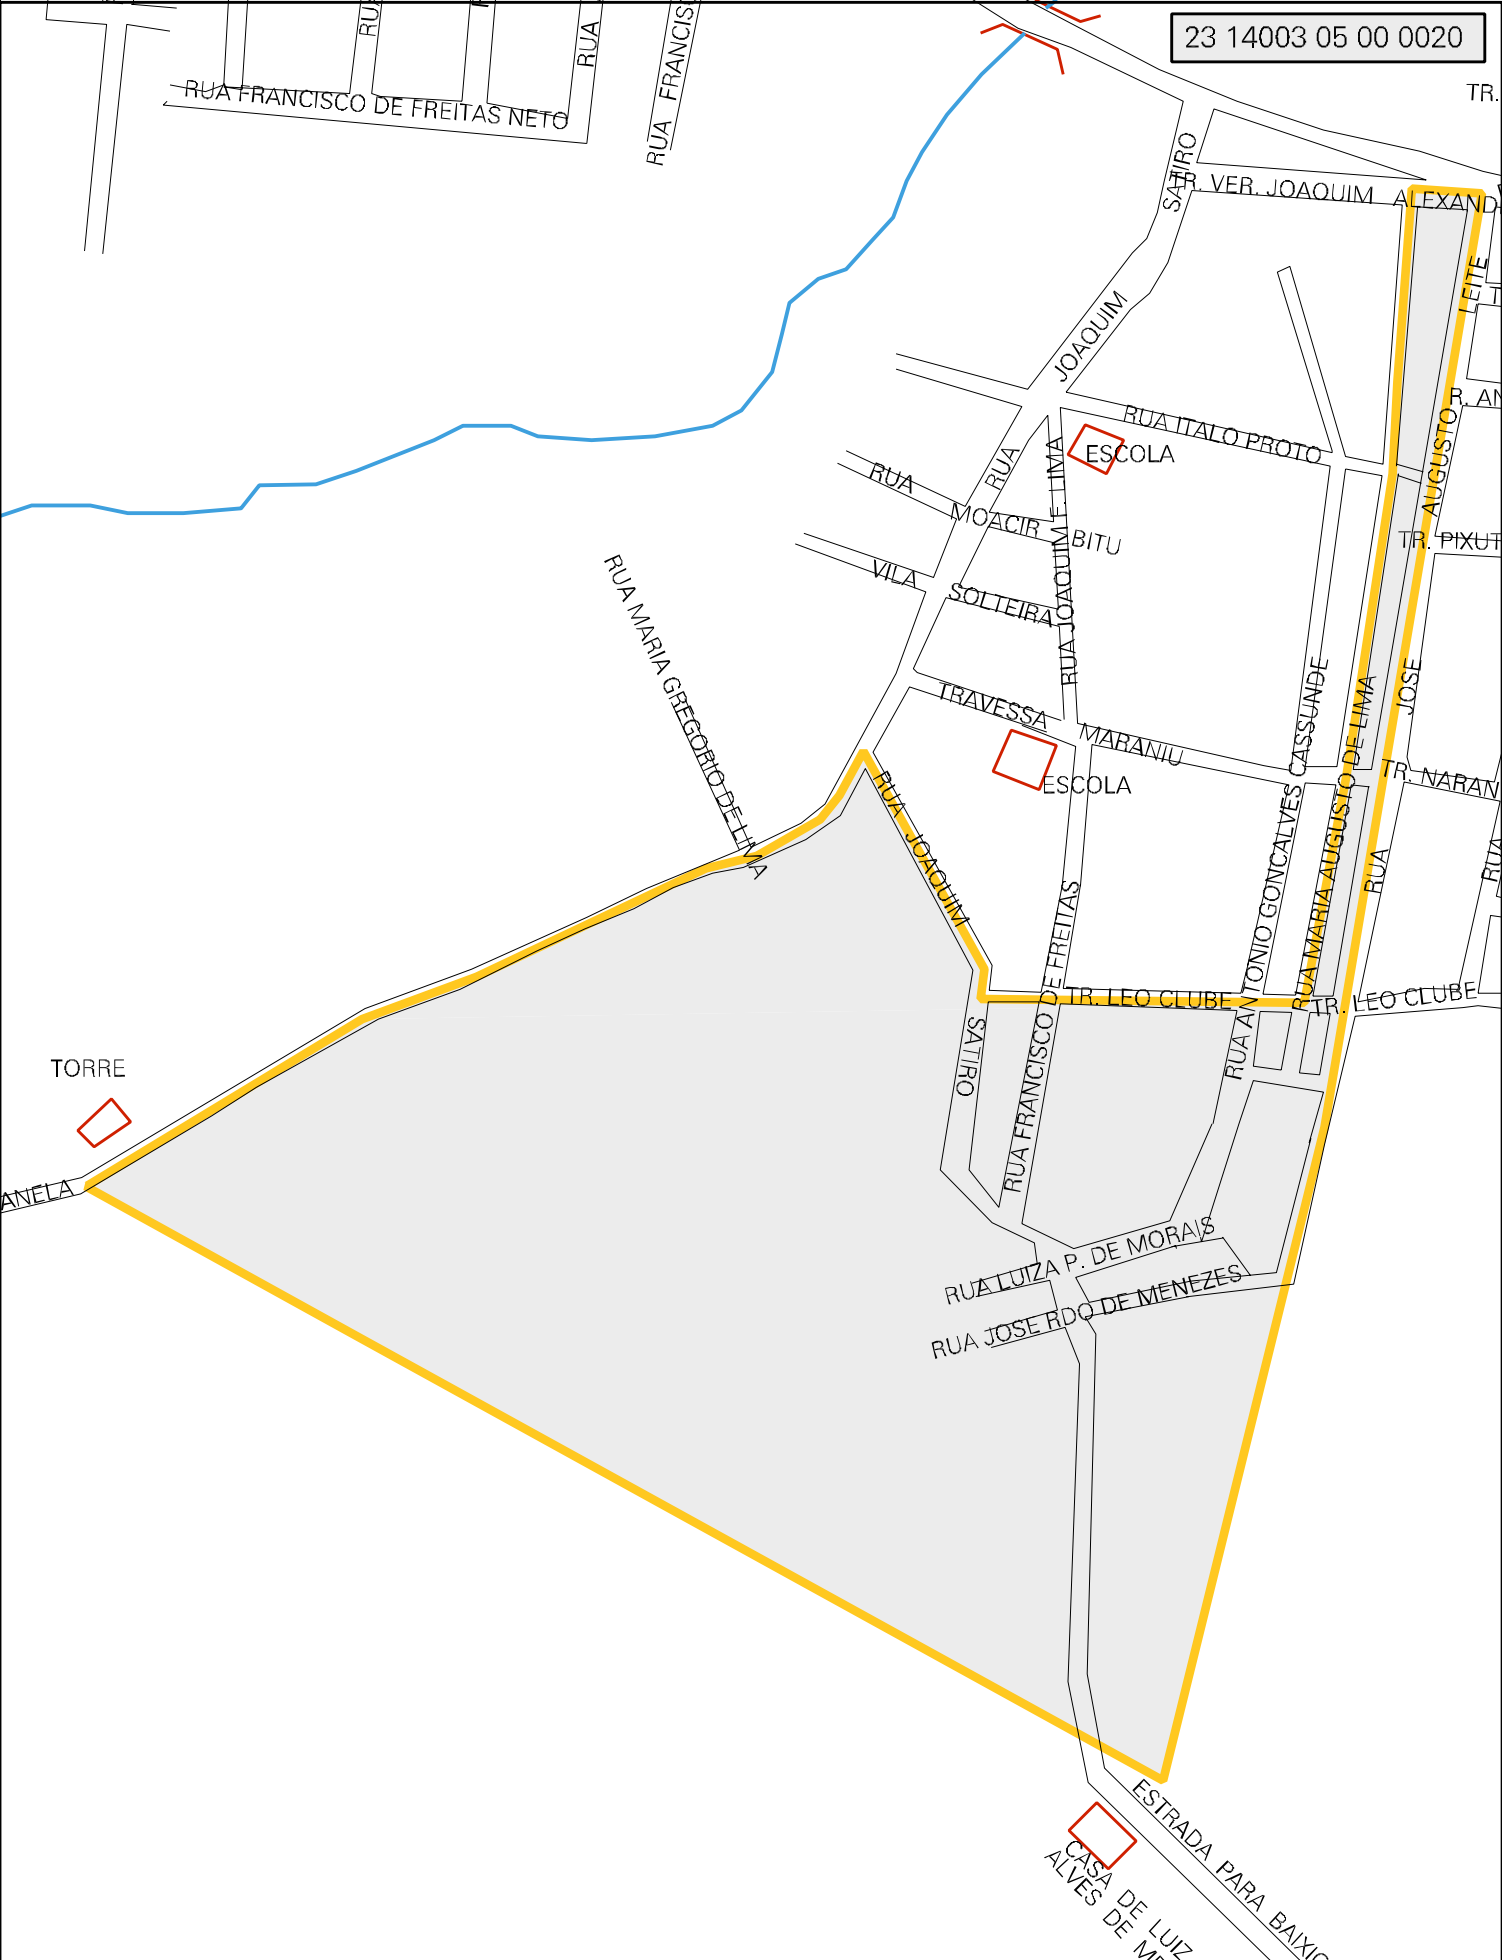 23 14003 05 00 0020
TR.
RUA
RUA
RUA FRANCISC
RUA FRANCISCO DE FREITAS NETO
TR. VER. JOAQUIM ALEXAND
RUA JOAQUIM SATIRO
RUA JOSE AUGUSTO LEITE
R. AN
RUA ITALO PROTO
ESCOLA
RUA MOACIR BITU
TR. PIXUT
VILA SOLTEIRA
RUA JOAQUIM F. LIMA
RUA MARIA GREGORIO DE LIMA
TRAVESSA MARANIU
ESCOLA
TR. NARAN
RUA
RUA ANTONIO GONCALVES CASSUNDE
RUA MARIA AUGUSTO DE LIMA
RUA JOAQUIM SATIRO
RUA FRANCISCO DE FREITAS
TR. LEO CLUBE
TR. LEO CLUBE
TORRE
ANELA
RUA LUIZA P. DE MORAIS
RUA JOSE RDO DE MENEZES
ESTRADA PARA BAIXIO
CASA DE LUIZ
ALVES DE ME